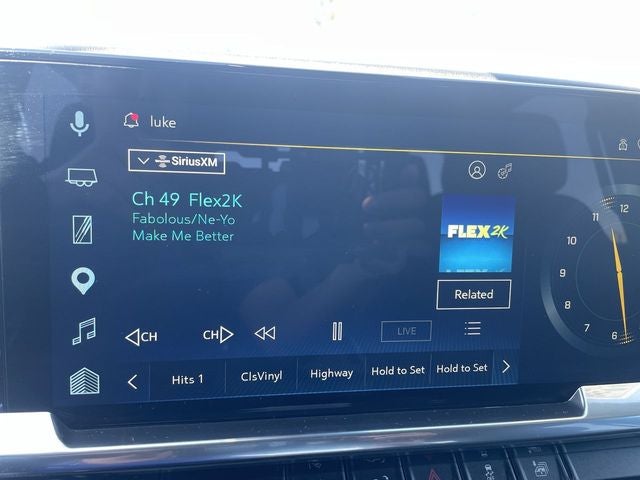 luke
SiriusXM
Ch 49 Flex2K
Fabolous/Ne-Yo
Make Me Better
FLEX2K
Related
CH
CH
LIVE
Hits 1
ClsVinyl
Highway
Hold to Set
Hold to Set
12
11
10
9
8
7
6